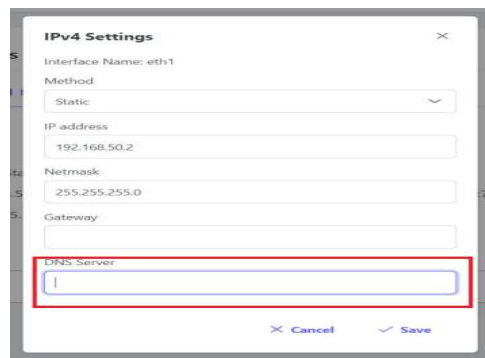 IPv4 Settings
Interface Name: eth1
Method
Static
IP address
192.168.50.2
Netmask
255.255.255.0
Gateway
DNS Server
Cancel
Save